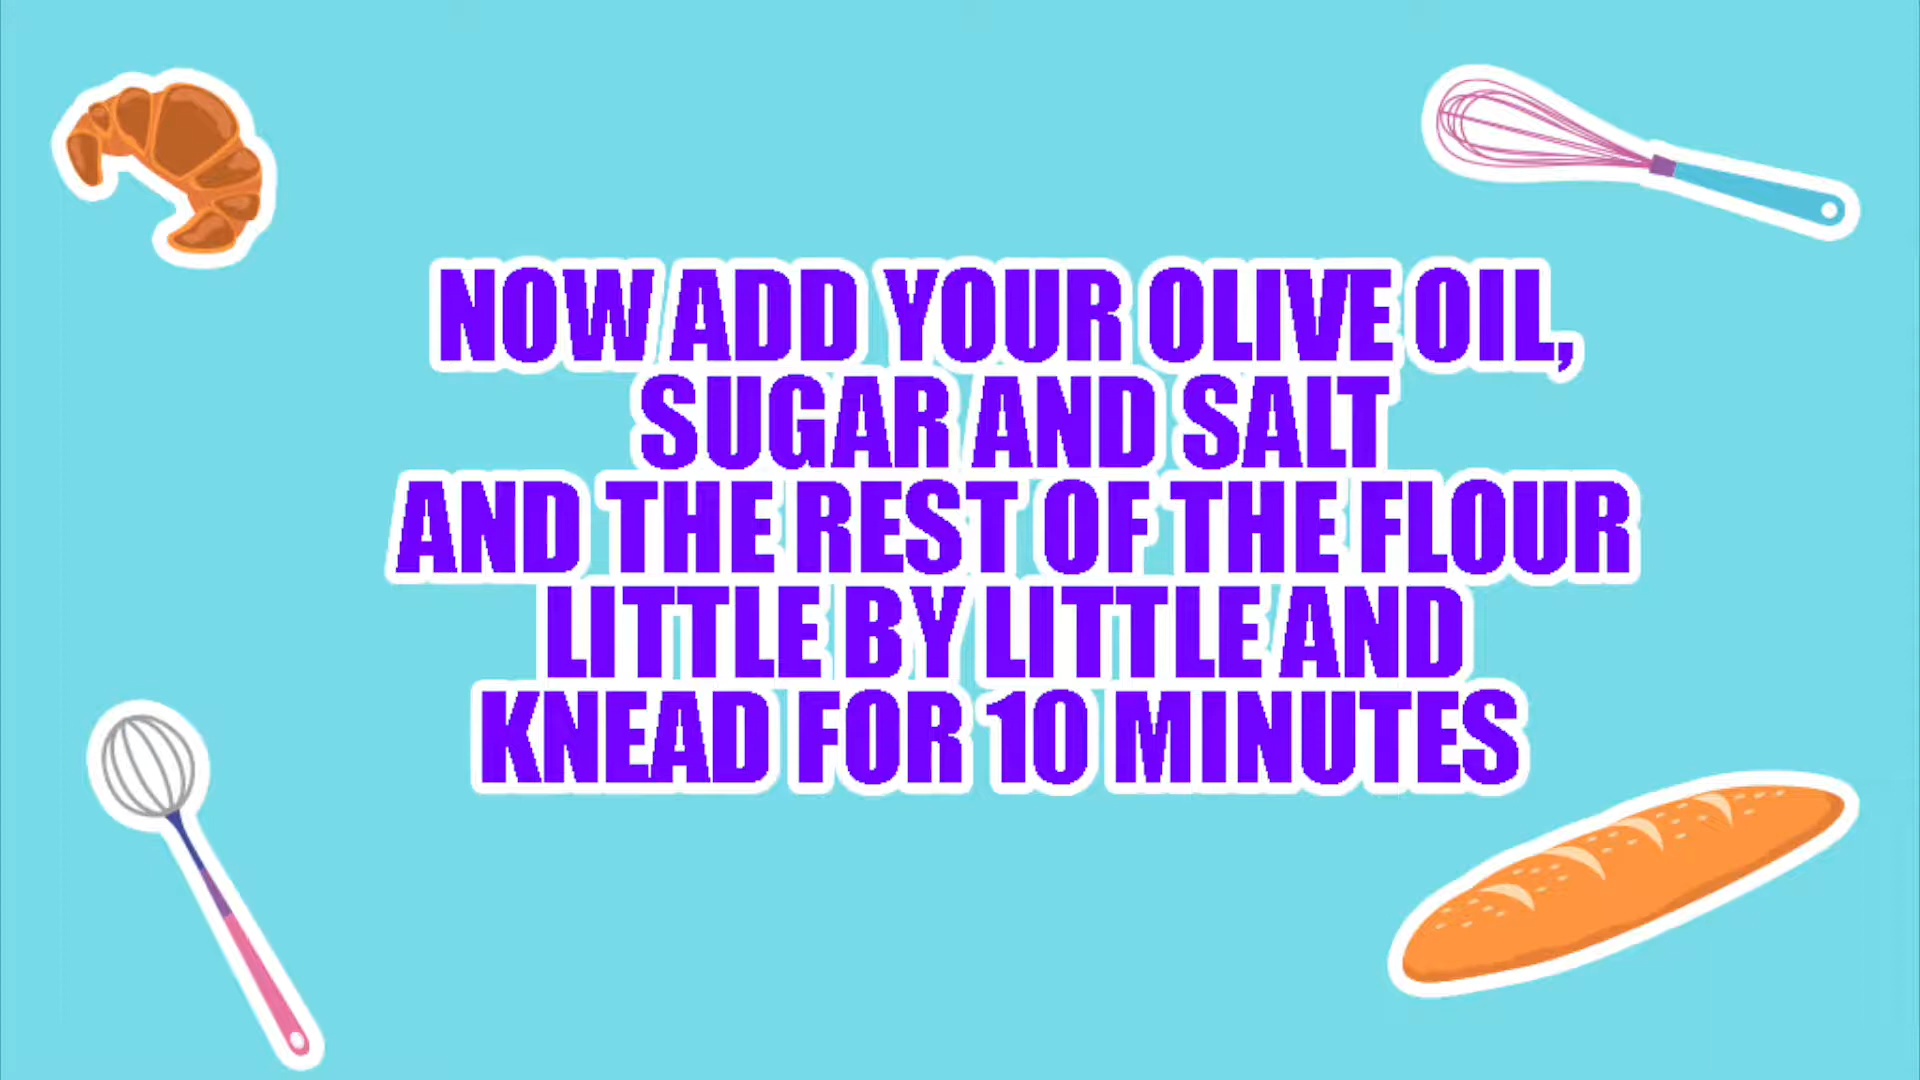 NOW ADD YOUR OLIVE OIL,
SUGAR AND SALT
AND THE REST OF THE FLOUR
LITTLE BY LITTLE AND
KNEAD FOR 10 MINUTES